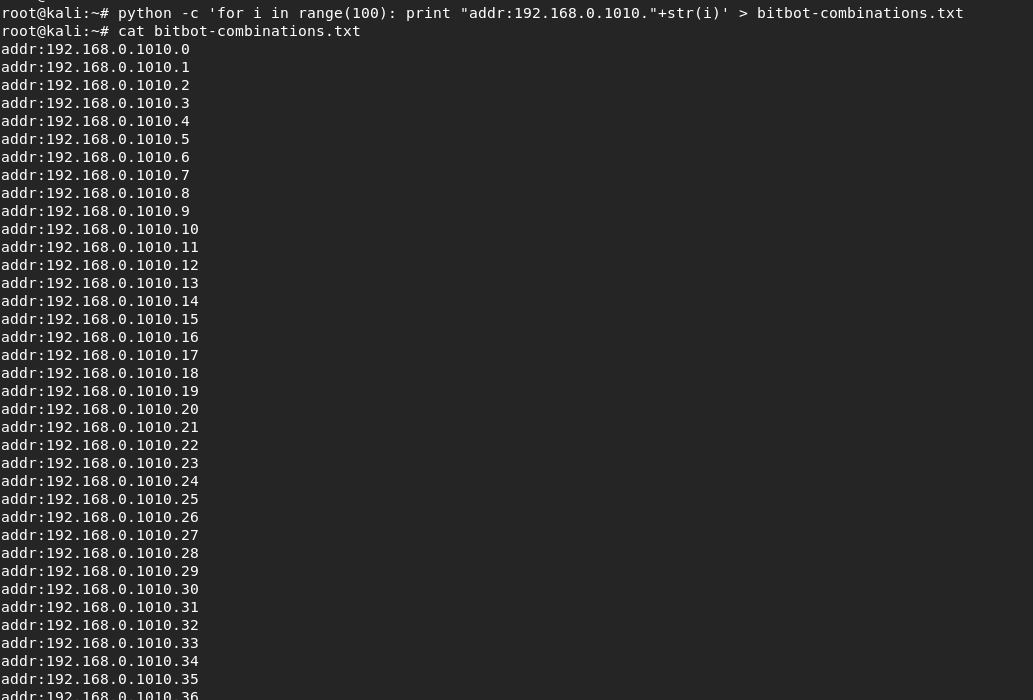 root@kali:~# python -c 'for i in range(100): print "addr:192.168.0.1010."+str(i)' > bitbot-combinations.txt
root@kali:~# cat bitbot-combinations.txt
addr:192.168.0.1010.0
addr:192.168.0.1010.1
addr:192.168.0.1010.2
addr:192.168.0.1010.3
addr:192.168.0.1010.4
addr:192.168.0.1010.5
addr:192.168.0.1010.6
addr:192.168.0.1010.7
addr:192.168.0.1010.8
addr:192.168.0.1010.9
addr:192.168.0.1010.10
addr:192.168.0.1010.11
addr:192.168.0.1010.12
addr:192.168.0.1010.13
addr:192.168.0.1010.14
addr:192.168.0.1010.15
addr:192.168.0.1010.16
addr:192.168.0.1010.17
addr:192.168.0.1010.18
addr:192.168.0.1010.19
addr:192.168.0.1010.20
addr:192.168.0.1010.21
addr:192.168.0.1010.22
addr:192.168.0.1010.23
addr:192.168.0.1010.24
addr:192.168.0.1010.25
addr:192.168.0.1010.26
addr:192.168.0.1010.27
addr:192.168.0.1010.28
addr:192.168.0.1010.29
addr:192.168.0.1010.30
addr:192.168.0.1010.31
addr:192.168.0.1010.32
addr:192.168.0.1010.33
addr:192.168.0.1010.34
addr:192.168.0.1010.35
addr:192.168.0.1010.36